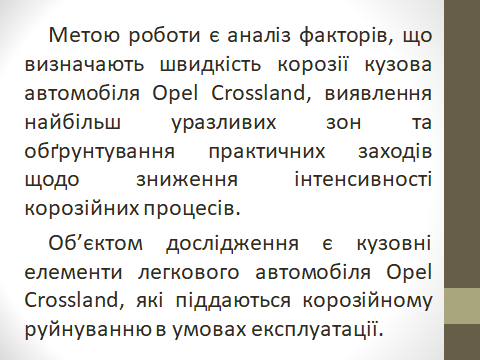 Метою роботи є аналіз факторів, що
визначають швидкість корозії кузова
автомобіля Opel Crossland, виявлення
найбільш уразливих зон та
обґрунтування практичних заходів
щодо зниження інтенсивності
корозійних процесів.
Об’єктом дослідження є кузовні
елементи легкового автомобіля Opel
Crossland, які піддаються корозійному
руйнуванню в умовах експлуатації.